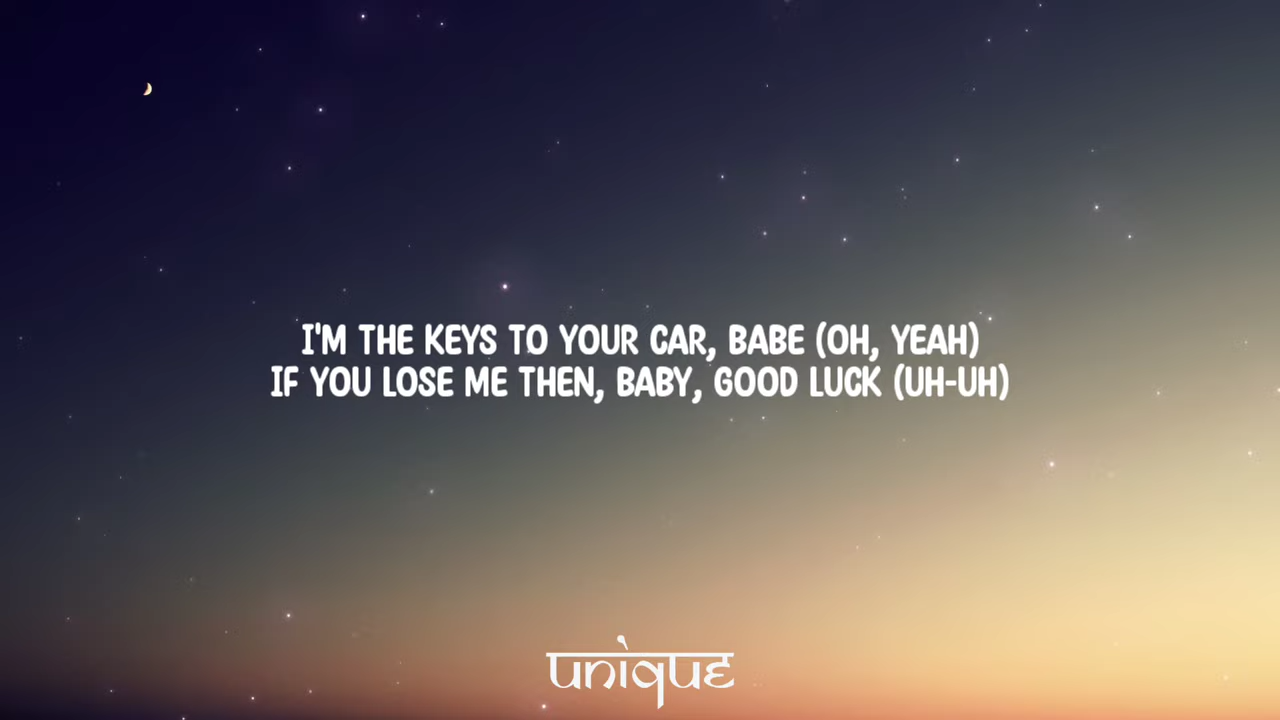 I'M THE KEYS TO YOUR CAR, BABE (OH, YEAH)
IF YOU LOSE ME THEN, BABY, GOOD LUCK (UH-UH)
UNIQUE